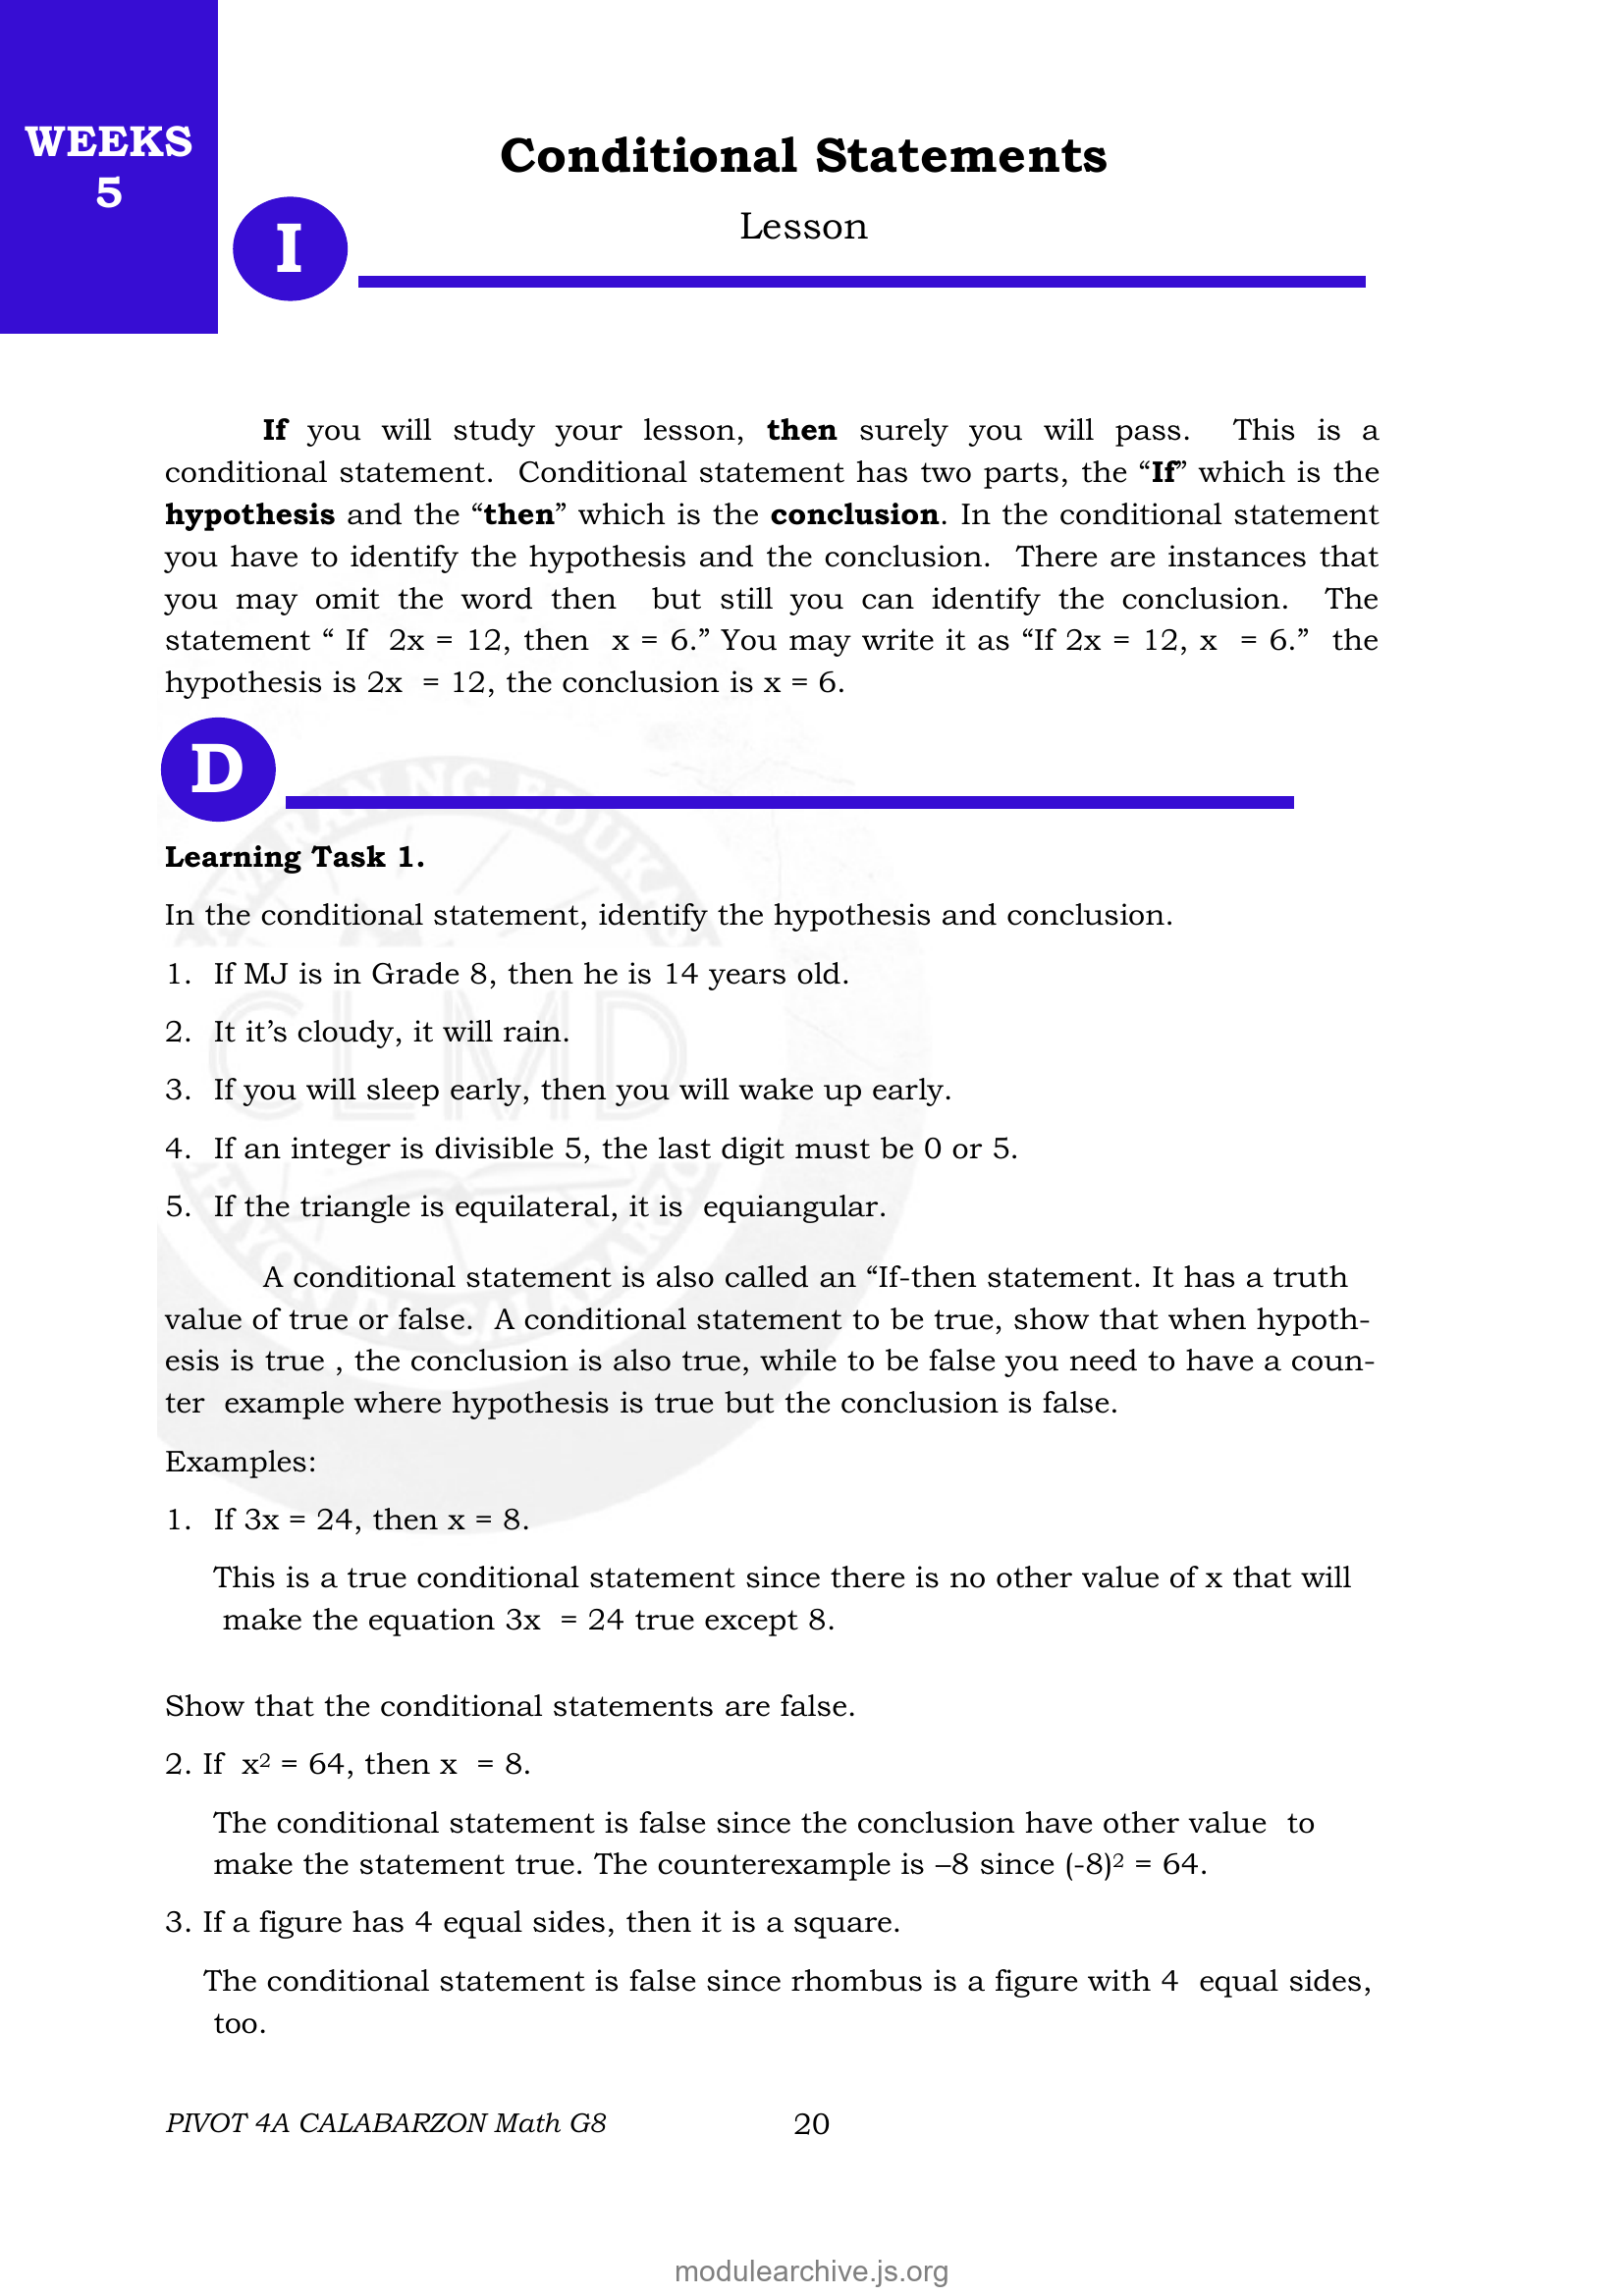 WEEKS
5
Conditional Statements
Lesson
I
If you will study your lesson, then surely you will pass. This is a
conditional statement. Conditional statement has two parts, the “If” which is the
hypothesis and the “then” which is the conclusion. In the conditional statement
you have to identify the hypothesis and the conclusion. There are instances that
you may omit the word then but still you can identify the conclusion. The
statement “ If 2x = 12, then x = 6.” You may write it as “If 2x = 12, x = 6.” the
hypothesis is 2x = 12, the conclusion is x = 6.
D
Learning Task 1.
In the conditional statement, identify the hypothesis and conclusion.
1. If MJ is in Grade 8, then he is 14 years old.
2. It it’s cloudy, it will rain.
3. If you will sleep early, then you will wake up early.
4. If an integer is divisible 5, the last digit must be 0 or 5.
5. If the triangle is equilateral, it is equiangular.
A conditional statement is also called an “If-then statement. It has a truth
value of true or false. A conditional statement to be true, show that when hypoth-
esis is true , the conclusion is also true, while to be false you need to have a coun-
ter example where hypothesis is true but the conclusion is false.
Examples:
1. If 3x = 24, then x = 8.
This is a true conditional statement since there is no other value of x that will
make the equation 3x = 24 true except 8.
Show that the conditional statements are false.
2. If x² = 64, then x = 8.
The conditional statement is false since the conclusion have other value to
make the statement true. The counterexample is –8 since (-8)² = 64.
3. If a figure has 4 equal sides, then it is a square.
The conditional statement is false since rhombus is a figure with 4 equal sides,
too.
PIVOT 4A CALABARZON Math G8
20
CLMD
modulearchive.js.org